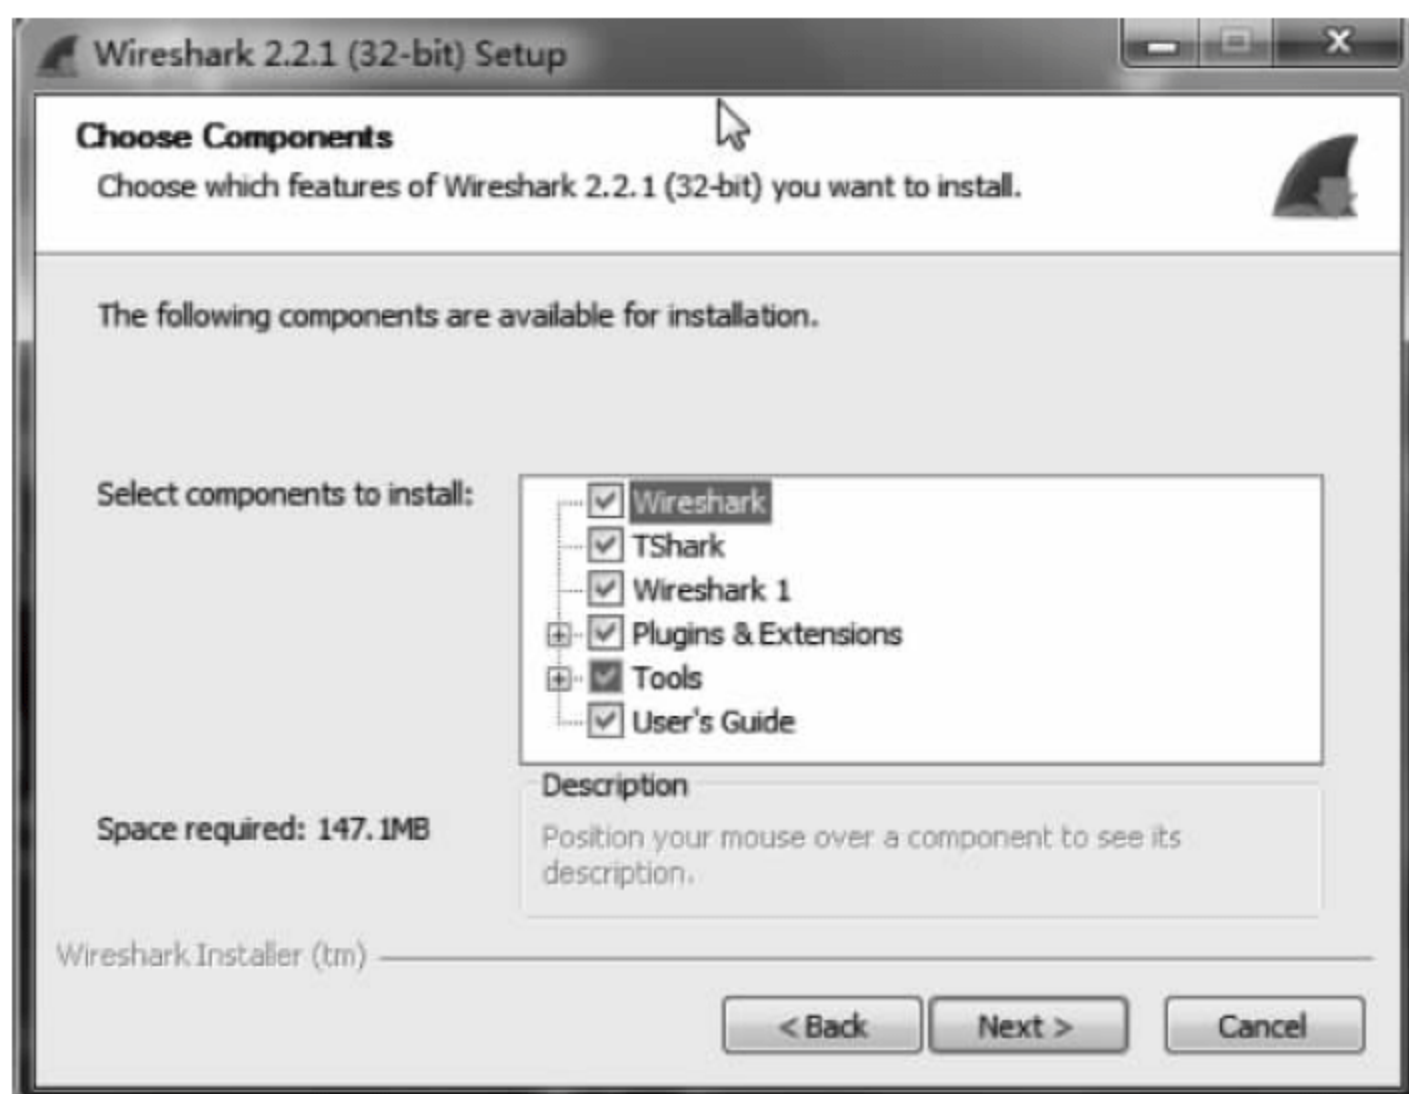 Wireshark 2.2.1 (32-bit) Setup
Choose Components
Choose which features of Wireshark 2.2.1 (32-bit) you want to install.
The following components are available for installation.
Select components to install:
Wireshark
TShark
Wireshark 1
Plugins & Extensions
Tools
User's Guide
Space required: 147.1MB
Description
Position your mouse over a component to see its
description.
Wireshark Installer (tm)
< Back
Next >
Cancel